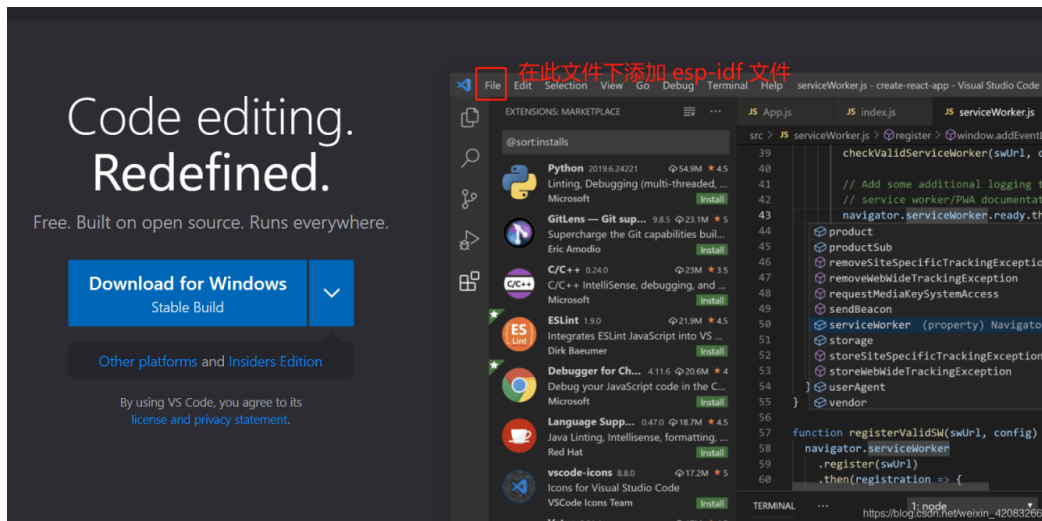 Code editing.
Redefined.
Free. Built on open source. Runs everywhere.
Download for Windows
Stable Build
Other platforms and Insiders Edition
By using VS Code, you agree to its
license and privacy statement.
在此文件下添加 esp-idf 文件
File Edit Selection View Go Debug Terminal Help serviceWorker.js - create-react-app - Visual Studio Code
EXTENSIONS: MARKETPLACE
@sort:installs
Python 2019.6.24221 54.9M 4.5
Linting, Debugging (multi-threaded, ...
Microsoft Install
GitLens — Git sup... 9.8.5 23.1M 5
Supercharge the Git capabilities buil...
Eric Amodio Install
C/C++ 0.24.0 23M 3.5
C/C++ IntelliSense, debugging, and ...
Microsoft Install
ESLint 1.9.0 21.9M 4.5
Integrates ESLint JavaScript into VS ...
Dirk Baeumer Install
Debugger for Ch... 4.11.6 20.6M 4
Debug your JavaScript code in the C...
Microsoft Install
Language Supp... 0.47.0 18.7M 4.5
Java Linting, Intellisense, formatting, ...
Red Hat Install
vscode-icons 8.8.0 17.2M 5
Icons for Visual Studio Code
VSCode Icons Team Install
JS App.js JS index.js JS serviceWorker.js
src > JS serviceWorker.js > register > window.addEventL
39 checkValidServiceWorker(swUrl, c
40
41 // Add some additional logging t
42 // service worker/PWA documentat
43 navigator.serviceWorker.ready.th
44 product
45 productSub
46 removeSiteSpecificTrackingExceptio
47 removeWebWideTrackingException
48 requestMediaKeySystemAccess
49 sendBeacon
50 serviceWorker (property) Navigato
51 storage
52 storeSiteSpecificTrackingException
53 storeWebWideTrackingException
54 } userAgent
55 } vendor
56
57 function registerValidSW(swUrl, config)
58 navigator.serviceWorker
59 .register(swUrl)
60 .then(registration => {
TERMINAL ... 1: node
https://blog.csdn.net/weixin_42083266